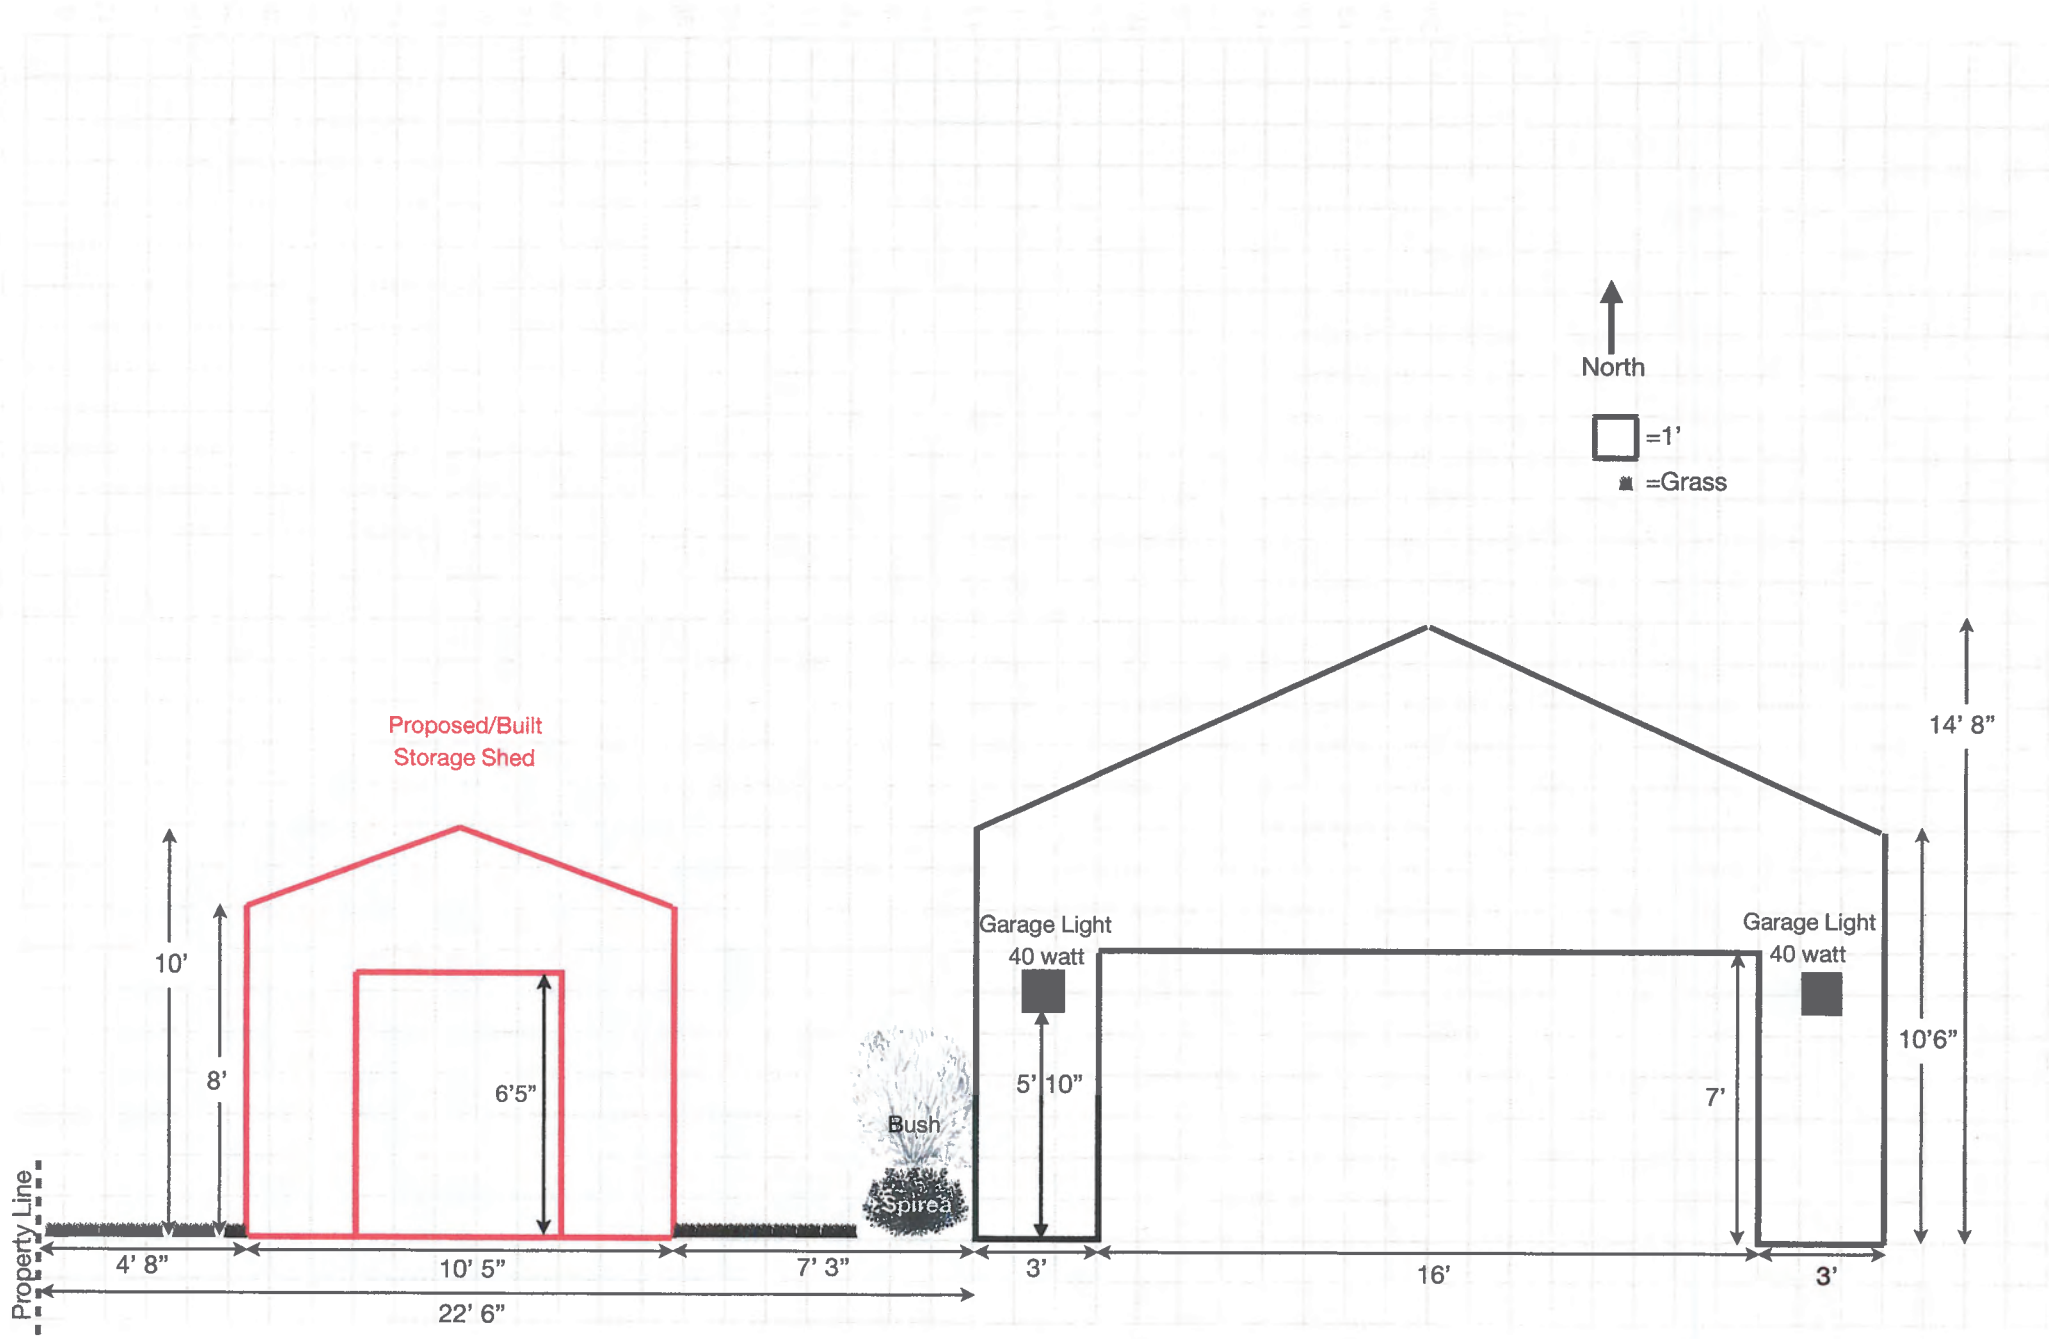 North
=1’
=Grass
14’ 8”
Proposed/Built
Storage Shed
Garage Light
40 watt
Garage Light
40 watt
10’
8’
6’5”
5’ 10”
7’
10’6”
Bush
Spirea
Property Line
4’ 8”
10’ 5”
7’ 3”
3’
16’
3’
22’ 6”